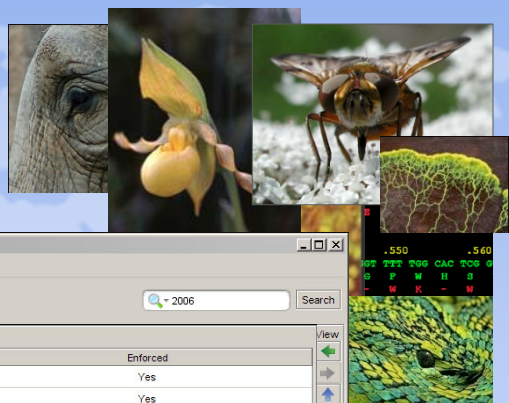 E
.550 .560
GT TTT TGG CAC TCG G
G F W H S
- W K - W
2006 Search
View
Enforced
Yes
Yes